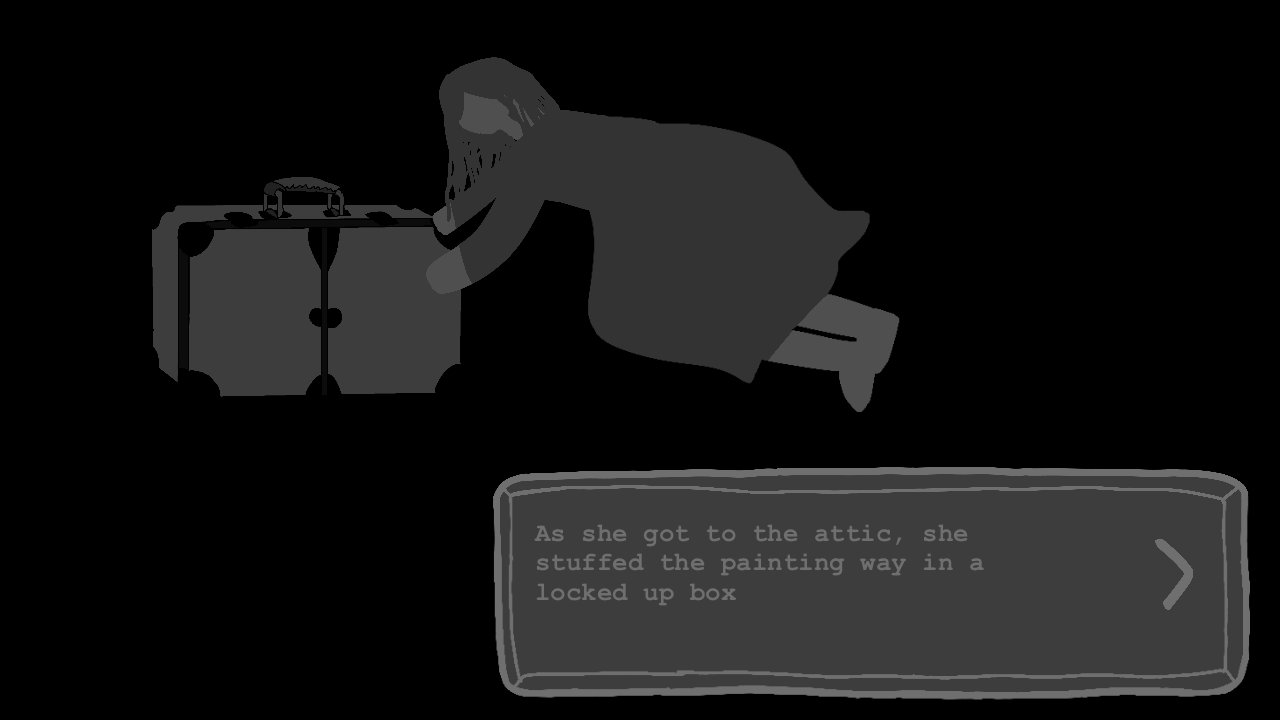 As she got to the attic, she
stuffed the painting way in a
locked up box